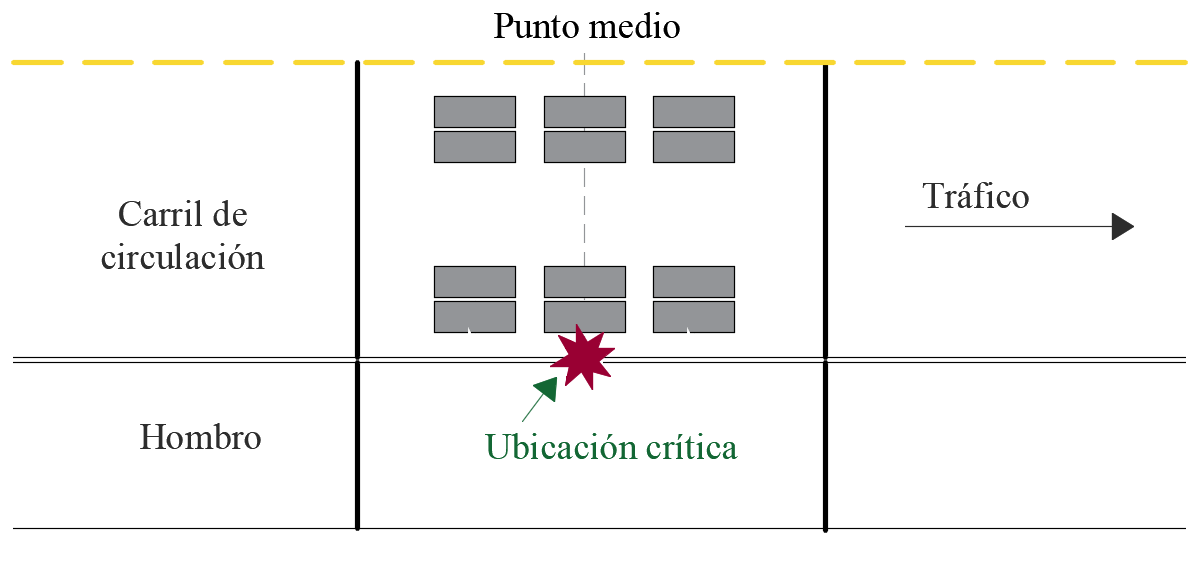 Punto medio
Carril de
circulación
Tráfico
Hombro
Ubicación crítica